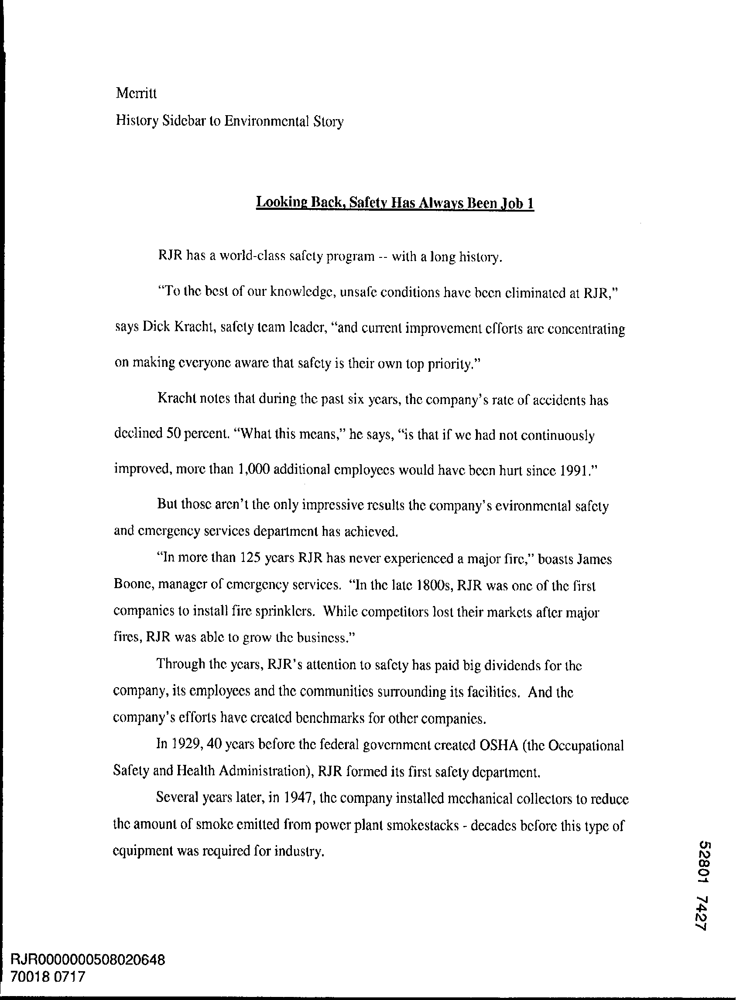 Merritt
History Sidebar to Environmental Story
Looking Back, Safety Has Always Been Job 1
RJR has a world-class safety program -- with a long history.
“To the best of our knowledge, unsafe conditions have been eliminated at RJR,”
says Dick Kracht, safety team leader, “and current improvement efforts are concentrating
on making everyone aware that safety is their own top priority.”
Kracht notes that during the past six years, the company’s rate of accidents has
declined 50 percent. “What this means,” he says, “is that if we had not continuously
improved, more than 1,000 additional employees would have been hurt since 1991.”
But those aren’t the only impressive results the company’s evironmental safety
and emergency services department has achieved.
“In more than 125 years RJR has never experienced a major fire,” boasts James
Boone, manager of emergency services. “In the late 1800s, RJR was one of the first
companies to install fire sprinklers. While competitors lost their markets after major
fires, RJR was able to grow the business.”
Through the years, RJR’s attention to safety has paid big dividends for the
company, its employees and the communities surrounding its facilities. And the
company’s efforts have created benchmarks for other companies.
In 1929, 40 years before the federal government created OSHA (the Occupational
Safety and Health Administration), RJR formed its first safety department.
Several years later, in 1947, the company installed mechanical collectors to reduce
the amount of smoke emitted from power plant smokestacks - decades before this type of
equipment was required for industry.
52801 7427
RJR0000000508020648
70018 0717